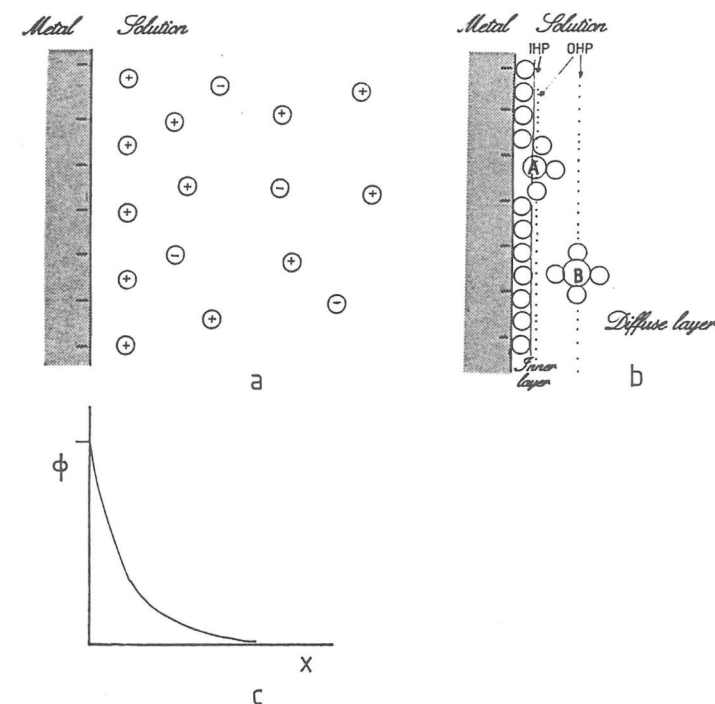 Metal Solution
a
Metal Solution
IHP OHP
A
B
Diffuse layer
Inner
layer
b
ϕ
X
c